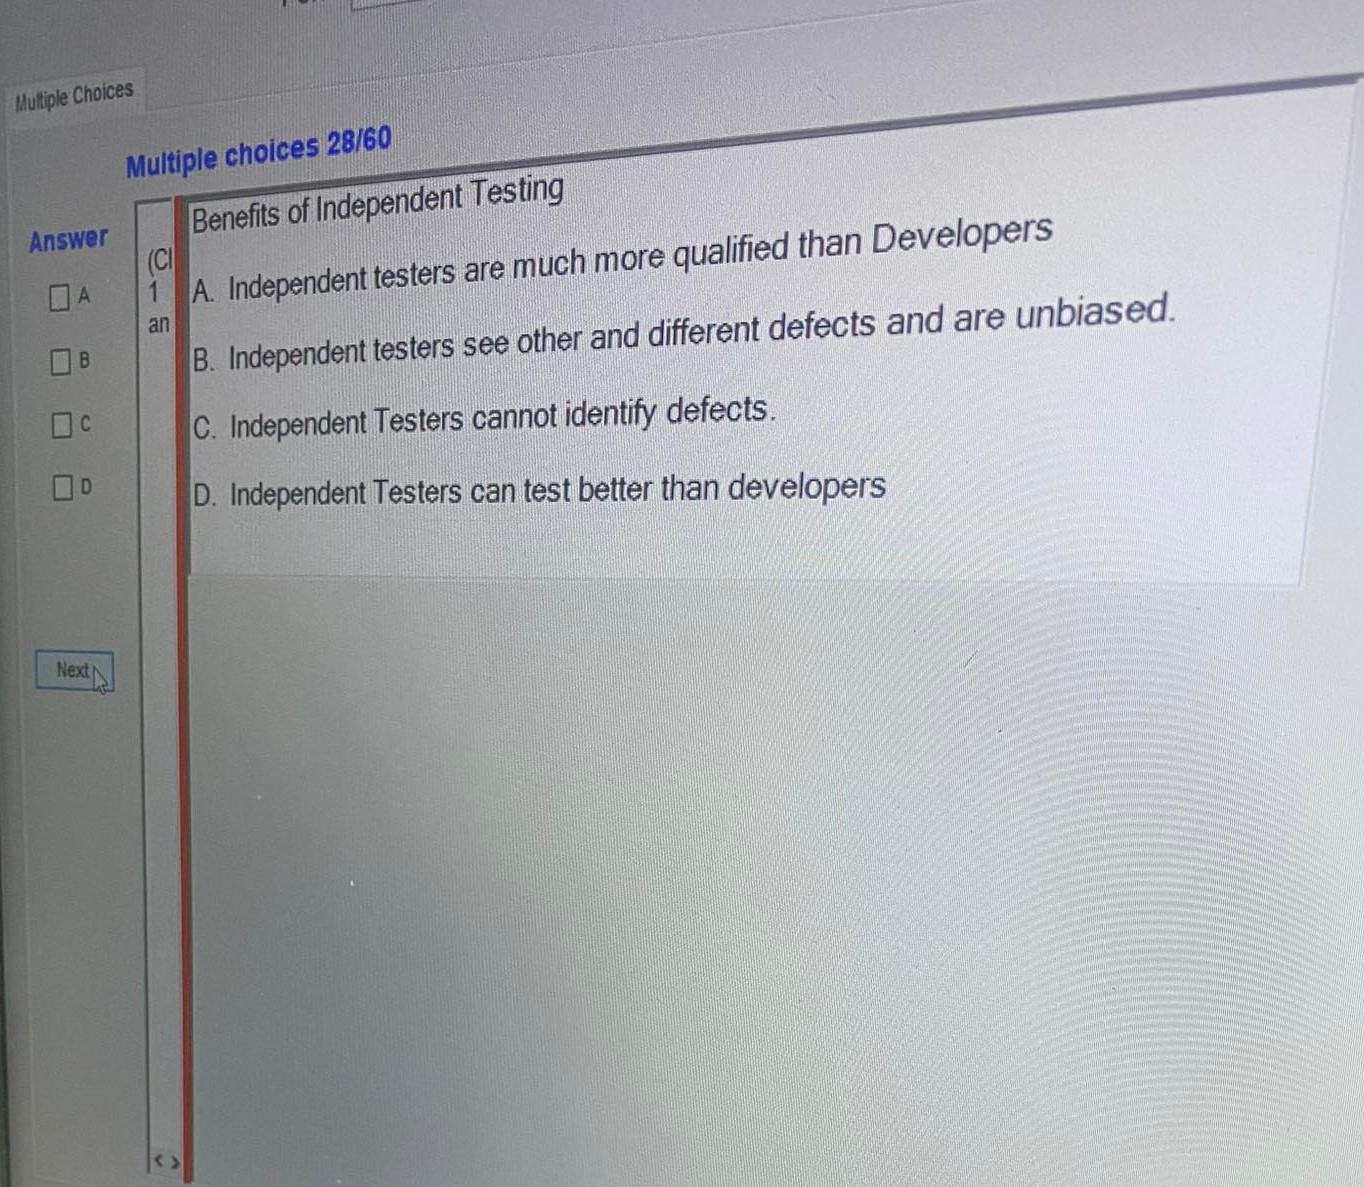 Multiple Choices
Multiple choices 28/60
Answer
A
B
C
D
Next
(Cl
1
an
Benefits of Independent Testing
A. Independent testers are much more qualified than Developers
B. Independent testers see other and different defects and are unbiased.
C. Independent Testers cannot identify defects.
D. Independent Testers can test better than developers